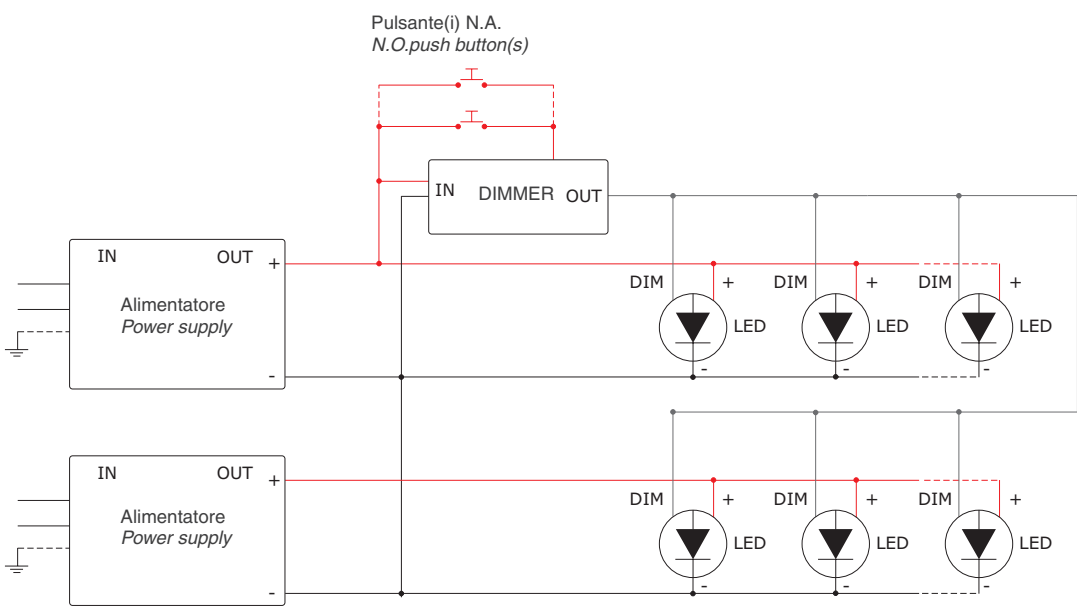 Pulsante(i) N.A.
N.O.push button(s)
IN DIMMER OUT
IN OUT +
Alimentatore
Power supply
-
DIM + LED -
DIM + LED -
DIM + LED -
IN OUT +
Alimentatore
Power supply
-
DIM + LED -
DIM + LED -
DIM + LED -